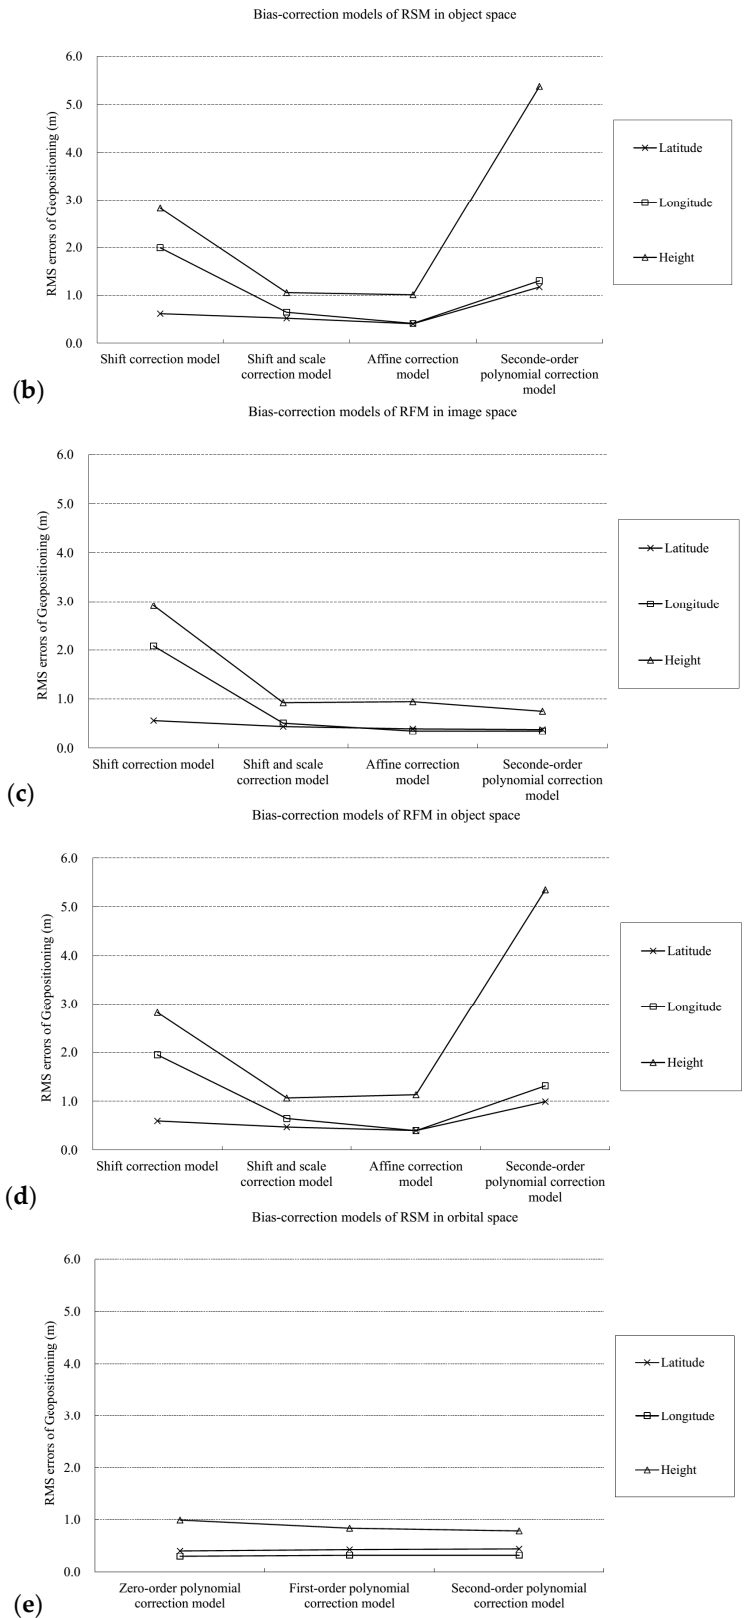 Bias-correction models of RSM in object space
6.0
5.0
4.0
3.0
2.0
1.0
0.0
RMS errors of Geopositioning (m)
Shift correction model
Shift and scale
correction model
Affine correction
model
Seconde-order
polynomial correction
model
Latitude
Longitude
Height
(b)
Bias-correction models of RFM in image space
6.0
5.0
4.0
3.0
2.0
1.0
0.0
RMS errors of Geopositioning (m)
Shift correction model
Shift and scale
correction model
Affine correction
model
Seconde-order
polynomial correction
model
Latitude
Longitude
Height
(c)
Bias-correction models of RFM in object space
6.0
5.0
4.0
3.0
2.0
1.0
0.0
RMS errors of Geopositioning (m)
Shift correction model
Shift and scale
correction model
Affine correction
model
Seconde-order
polynomial correction
model
Latitude
Longitude
Height
(d)
Bias-correction models of RSM in orbital space
6.0
5.0
4.0
3.0
2.0
1.0
0.0
RMS errors of Geopositioning (m)
Zero-order polynomial
correction model
First-order polynomial
correction model
Second-order polynomial
correction model
Latitude
Longitude
Height
(e)